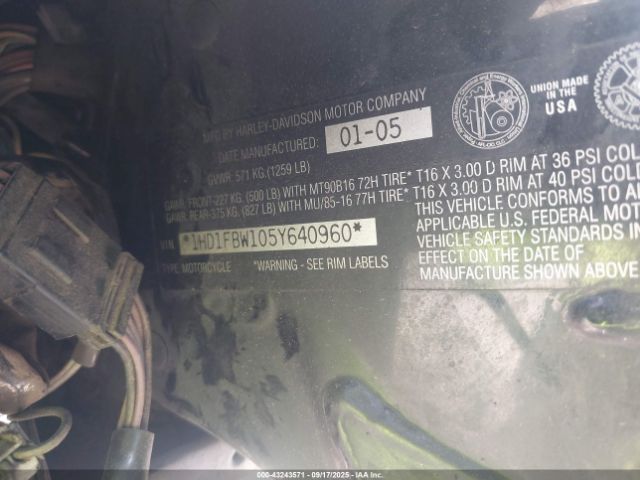 MFG BY HARLEY-DAVIDSON MOTOR COMPANY
DATE MANUFACTURED: 01-05
GVWR: 571 KG.(1259 LB)
GAWR: FRONT-227 KG. (500 LB) WITH MT90B16 72H TIRE* T16 X 3.00 D RIM AT 36 PSI COL
GAWR: REAR-375 KG. (827 LB) WITH MU/85-16 77H TIRE* T16 X 3.00 D RIM AT 40 PSI COLD
VIN *1HD1FBW105Y640960*
TYPE MOTORCYCLE *WARNING - SEE RIM LABELS
THIS VEHICLE CONFORMS TO A
APPLICABLE U.S. FEDERAL MOTOR
VEHICLE SAFETY STANDARDS IN
EFFECT ON THE DATE OF
MANUFACTURE SHOWN ABOVE
UNION MADE
IN THE
USA
000-43243571 - 09/17/2025 - IAA Inc.